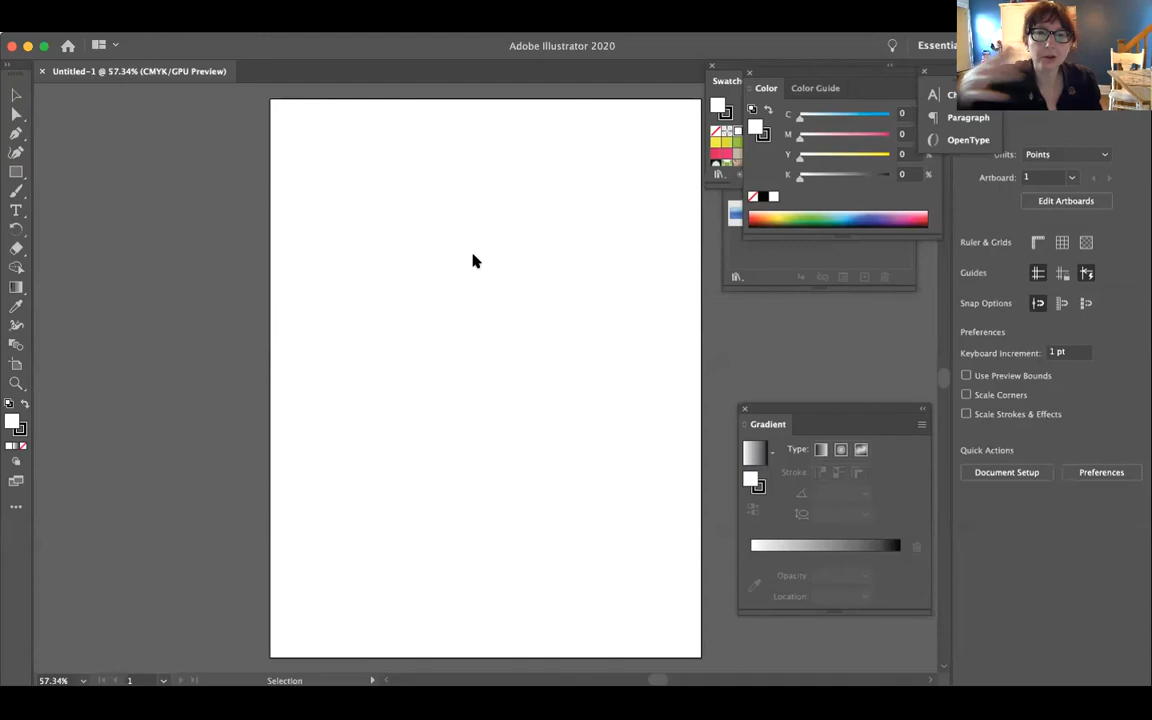 Adobe Illustrator 2020
Essenti
Untitled-1 @ 57.34% (CMYK/GPU Preview)
Swatch
Color
Color Guide
C
0
M
0
Y
0
K
0
%
Paragraph
OpenType
Units:
Points
Artboard:
1
Edit Artboards
Ruler & Grids
Guides
Snap Options
Preferences
Keyboard Increment:
1 pt
Use Preview Bounds
Scale Corners
Scale Strokes & Effects
Quick Actions
Document Setup
Preferences
Gradient
Type:
Stroke:
Opacity
Location:
57.34%
1
Selection